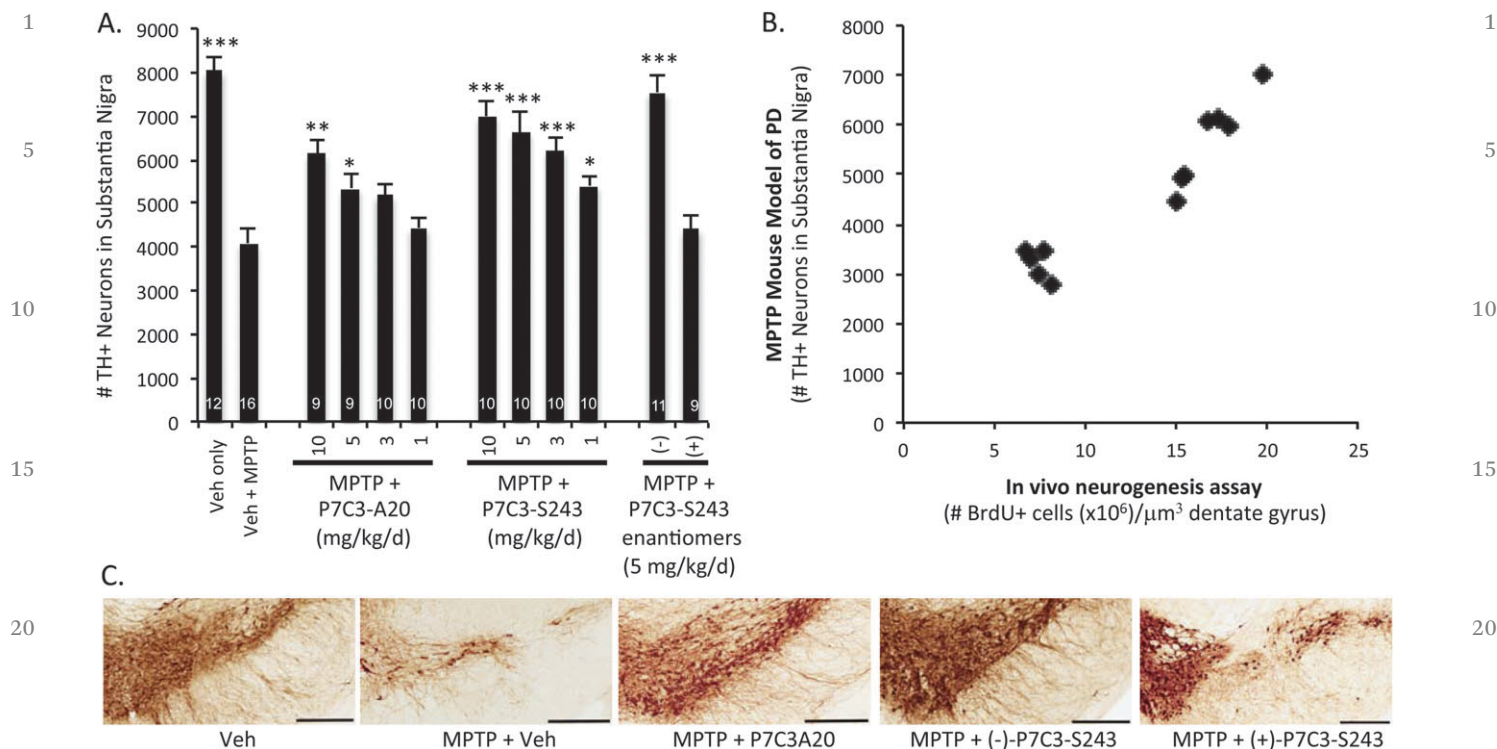 A.
# TH+ Neurons in Substantia Nigra
9000
8000
7000
6000
5000
4000
3000
2000
1000
0
***
**
*
***
***
***
*
***
12
16
9
9
10
10
10
10
10
10
11
9
Veh only
Veh + MPTP
10
5
3
1
10
5
3
1
(-)
(+)
MPTP +
P7C3-A20
(mg/kg/d)
MPTP +
P7C3-S243
(mg/kg/d)
MPTP +
P7C3-S243
enantiomers
(5 mg/kg/d)
B.
MPTP Mouse Model of PD
(# TH+ Neurons in Substantia Nigra)
8000
7000
6000
5000
4000
3000
2000
1000
0
0 5 10 15 20 25
In vivo neurogenesis assay
(# BrdU+ cells (x10⁶)/μm³ dentate gyrus)
C.
Veh
MPTP + Veh
MPTP + P7C3A20
MPTP + (-)-P7C3-S243
MPTP + (+)-P7C3-S243
1
5
10
15
20
1
5
10
15
20